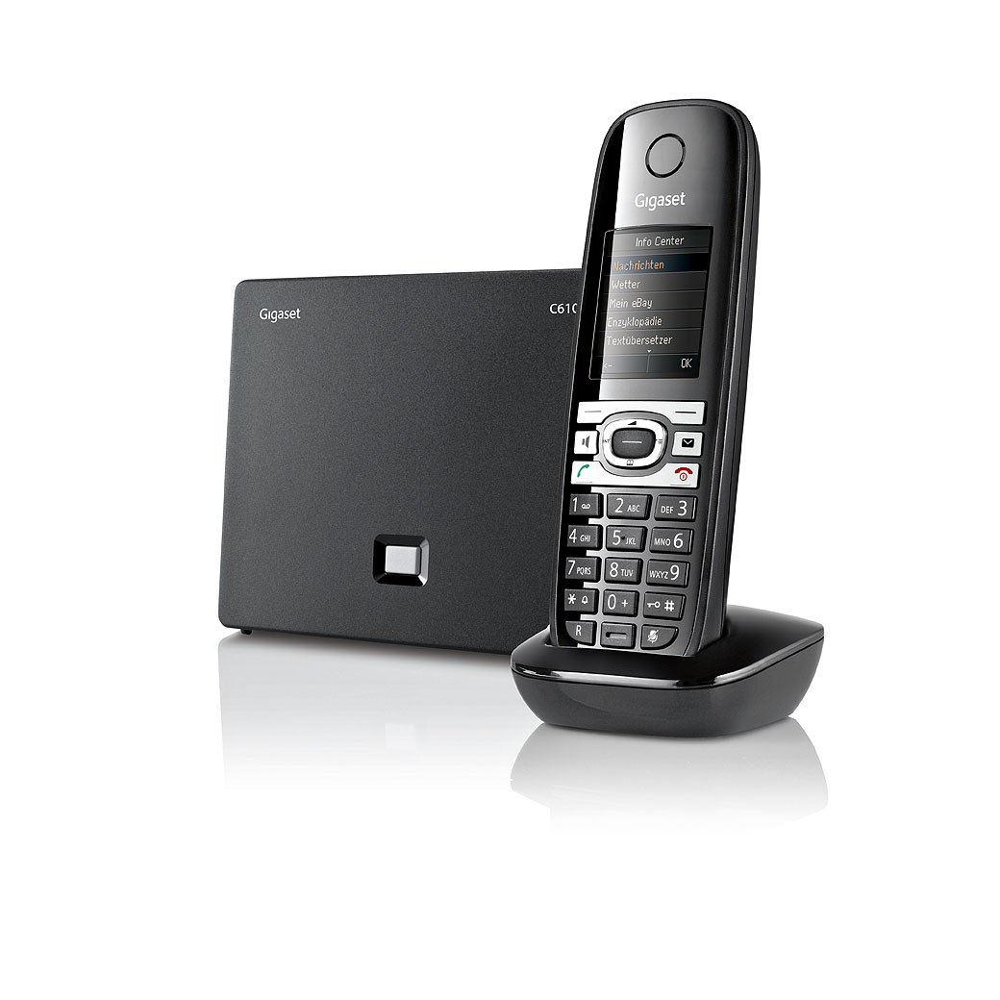 Gigaset
C610
Gigaset
Info Center
Nachrichten
Wetter
Mein eBay
Enzyklopädie
Textübersetzer
<- OK
INT
1
2 ABC
DEF 3
4 GHI
5 JKL
MNO 6
7 PQRS
8 TUV
WXYZ 9
*
0 +
#
R